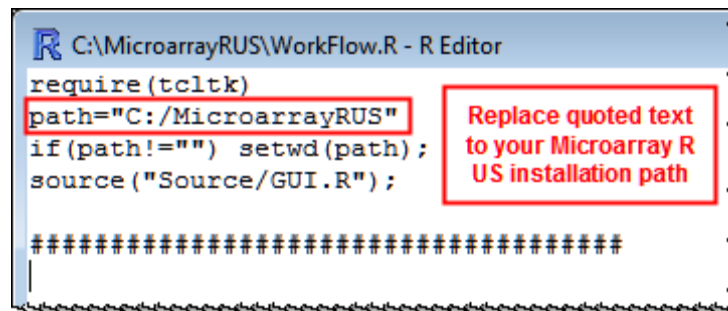 C:\MicroarrayRUS\WorkFlow.R - R Editor
require(tcltk)
path="C:/MicroarrayRUS"
if(path!="") setwd(path);
source("Source/GUI.R");
Replace quoted text
to your Microarray R
US installation path
#####################################